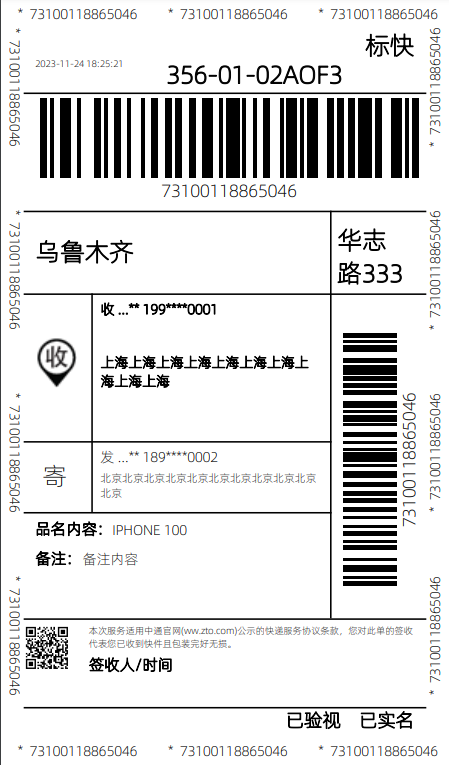 * 73100118865046 * 73100118865046 * 73100118865046
标快
2023-11-24 18:25:21
356-01-02AOF3
73100118865046
乌鲁木齐
华志
路333
收
收 ...** 199****0001
上海上海上海上海上海上海上海上
海上海上海
寄
发 ...** 189****0002
北京北京北京北京北京北京北京北京北京北京
北京
73100118865046
品名内容： IPHONE 100
备注： 备注内容
本次服务适用中通官网(ww.zto.com)公示的快递服务协议条款，您对此单的签收
代表您已收到快件且包装完好无损。
签收人/时间
已验视 已实名
* 73100118865046 * 73100118865046 * 73100118865046
* 73100118865046
* 73100118865046
* 73100118865046
* 73100118865046
* 73100118865046
* 73100118865046
* 73100118865046
* 73100118865046